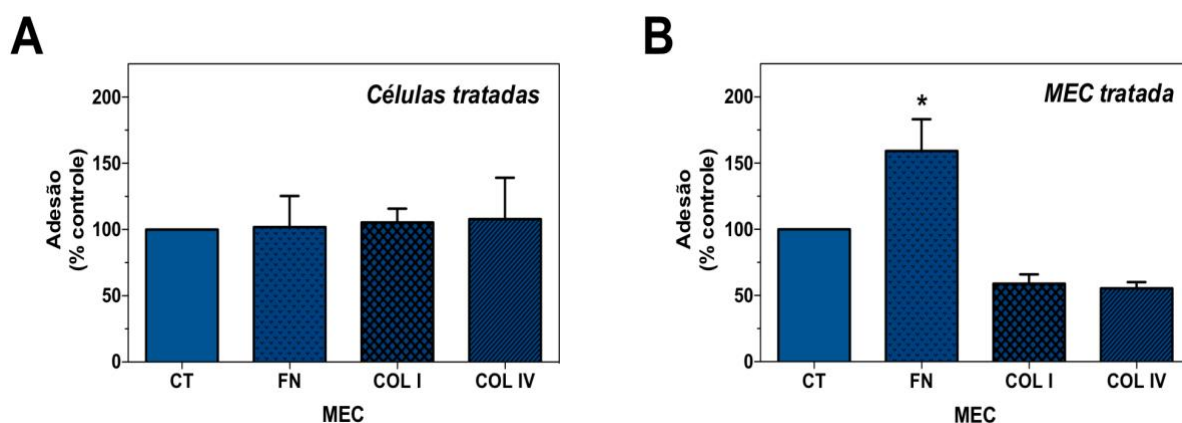 A
Células tratadas
Adesão
(% controle)
200
150
100
50
0
CT FN COL I COL IV
MEC
B
MEC tratada
*
Adesão
(% controle)
200
150
100
50
0
CT FN COL I COL IV
MEC